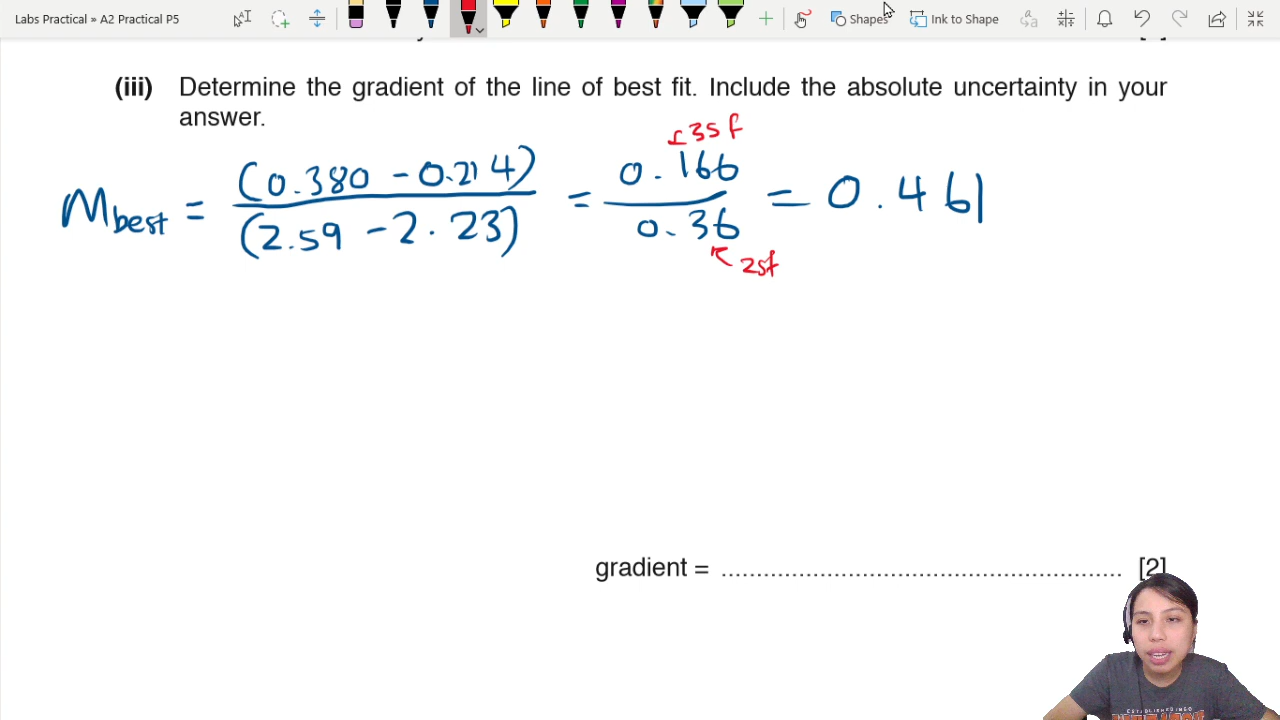 Labs Practical » A2 Practical P5
Shapes
Ink to Shape
(iii) Determine the gradient of the line of best fit. Include the absolute uncertainty in your
answer.
3sf
m best = (0.380 - 0.214) / (2.59 - 2.23) = 0.166 / 0.36 = 0.461
2sf
gradient = ........................................................ [2]
ESTABLISHED